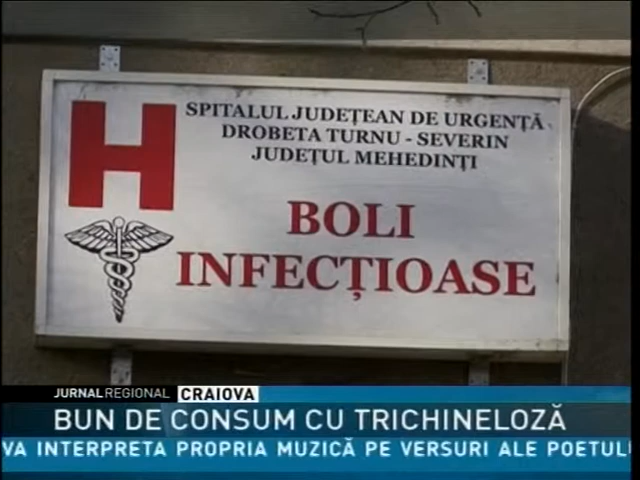 H
SPITALUL JUDEȚEAN DE URGENȚĂ
DROBETA TURNU - SEVERIN
JUDEȚUL MEHEDINȚI
BOLI
INFECȚIOASE
JURNAL REGIONAL CRAIOVA
BUN DE CONSUM CU TRICHINELOZĂ
VA INTERPRETA PROPRIA MUZICĂ PE VERSURI ALE POETUL